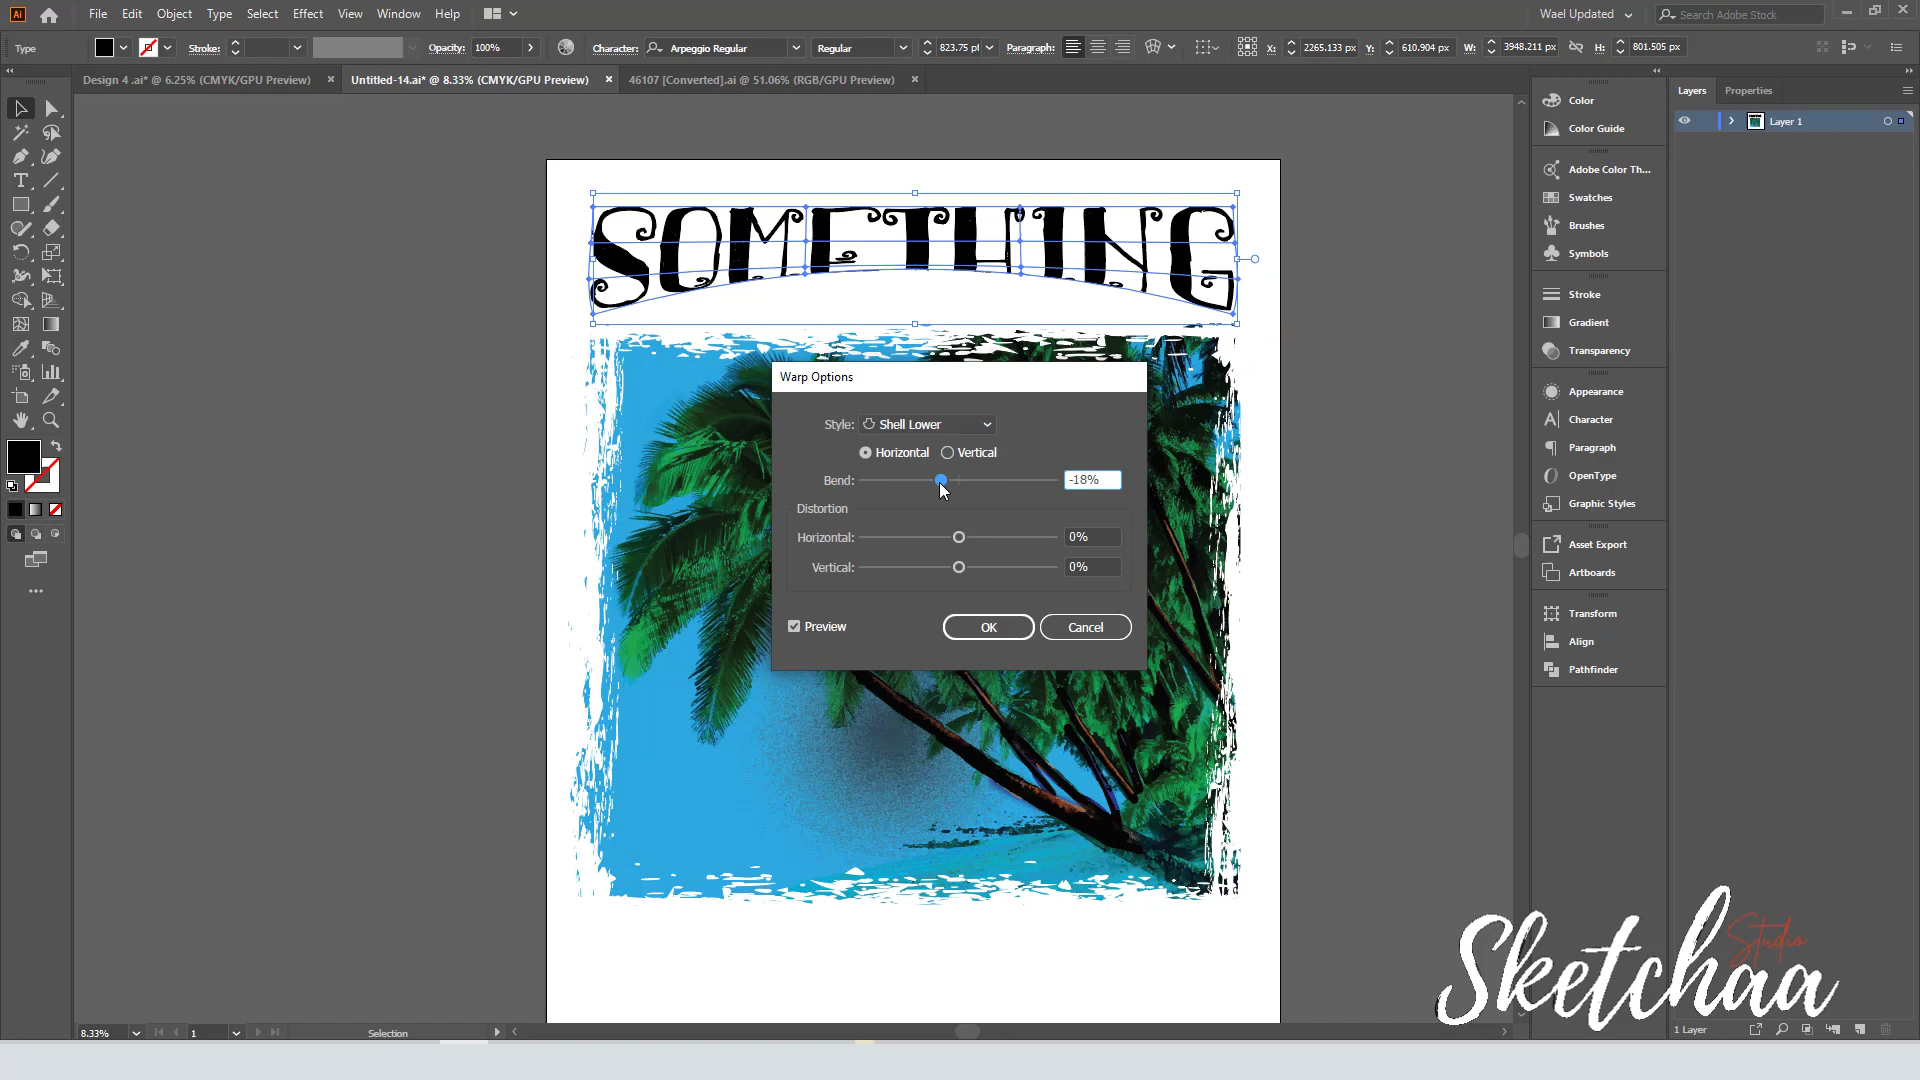 Ai File Edit Object Type Select Effect View Window Help Wael Updated Search Adobe Stock
Type Stroke: Opacity: 100% Character: Arpeggio Regular Regular 823.75 pt Paragraph: X: 2265.133 px Y: 610.904 px W: 3948.211 px H: 801.505 px
Design 4 .ai* @ 6.25% (CMYK/GPU Preview) × Untitled-14.ai* @ 8.33% (CMYK/GPU Preview) × 46107 [Converted].ai @ 51.06% (RGB/GPU Preview) ×
Layers Properties
Layer 1
Color
Color Guide
Adobe Color Th...
Swatches
Brushes
Symbols
Stroke
Gradient
Transparency
Appearance
Character
Paragraph
OpenType
Graphic Styles
Asset Export
Artboards
Transform
Align
Pathfinder
SOMETHING
Warp Options
Style: Shell Lower
Horizontal Vertical
Bend: -18%
Distortion
Horizontal: 0%
Vertical: 0%
Preview OK Cancel
Sketchaa
Studio
8.33% 1 Selection 1 Layer